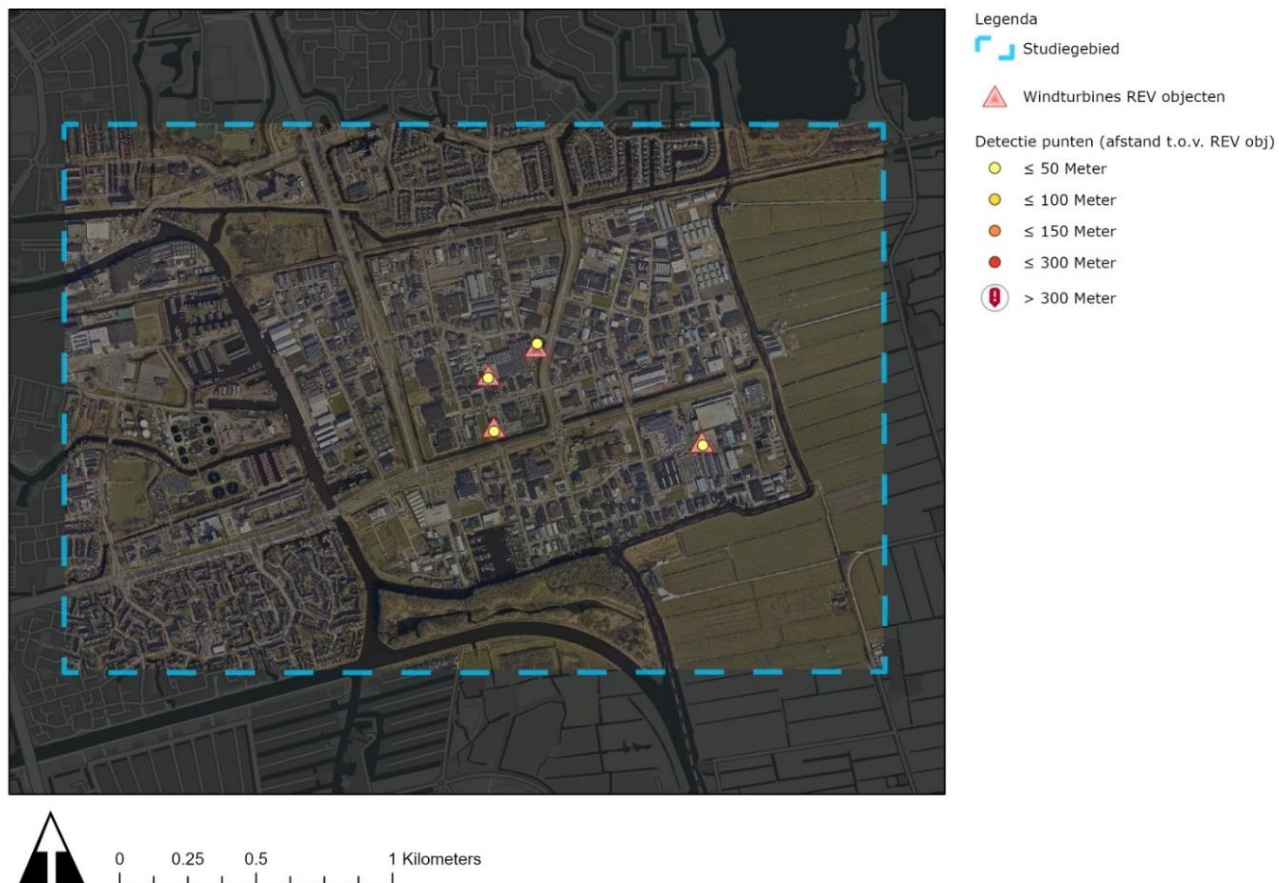 Legenda
Studiegebied
Windturbines REV objecten
Detectie punten (afstand t.o.v. REV obj)
≤ 50 Meter
≤ 100 Meter
≤ 150 Meter
≤ 300 Meter
> 300 Meter
0 0.25 0.5 1 Kilometers